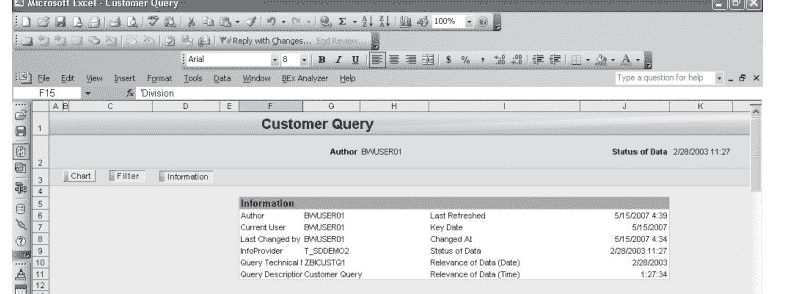 Microsoft Excel - Customer Query
100%
Reply with Changes... End Review...
Arial 8 B I U $ % ,
File Edit View Insert Format Tools Data Window BEx Analyzer Help Type a question for help
F15 fx 'Division
A B C D E F G H I J K
1 Customer Query
2 Author BWUSER01 Status of Data 2/28/2003 11:27
3 Chart Filter Information
4
5 Information
6 Author BWUSER01 Last Refreshed 5/15/2007 4:39
7 Current User BWUSER01 Key Date 5/15/2007
8 Last Changed by BWUSER01 Changed At 5/15/2007 4:34
9 InfoProvider T_SDDEMO2 Status of Data 2/28/2003 11:27
10 Query Technical N ZBICUSTQ1 Relevance of Data (Date) 2/28/2003
11 Query Description Customer Query Relevance of Data (Time) 1:27:34
12